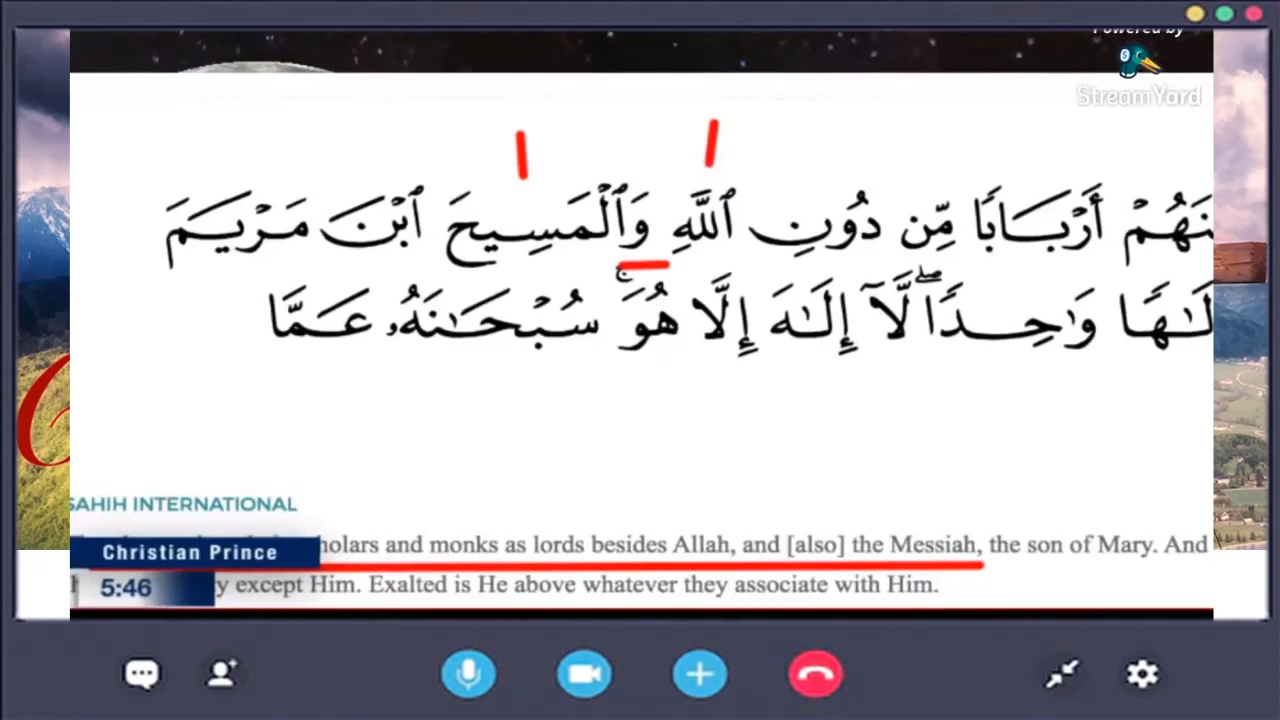 Powered by
StreamYard
أَرْبَابًا مِّن دُونِ ٱللَّهِ وَٱلْمَسِيحَ ٱبْنَ مَرْيَمَ
وَٰحِدًا ۖ لَّآ إِلَـٰهَ إِلَّا هُوَ ۚ سُبْحَـٰنَهُۥ عَمَّا
SAHIH INTERNATIONAL
and monks as lords besides Allah, and [also] the Messiah, the son of Mary. And
Christian Prince
except Him. Exalted is He above whatever they associate with Him.
5:46